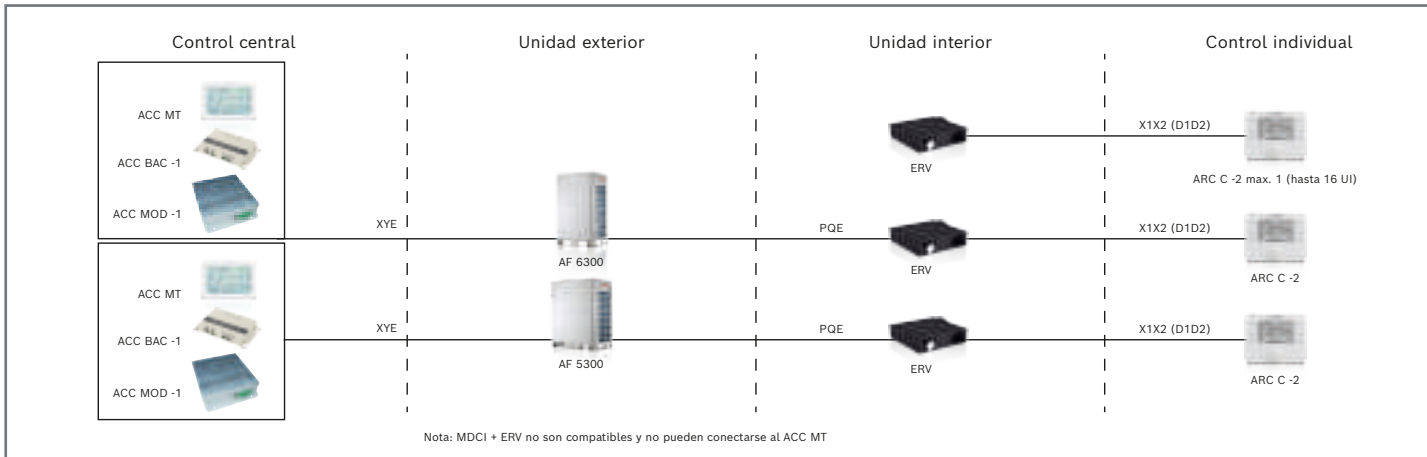 Control central
Unidad exterior
Unidad interior
Control individual
ACC MT
ACC BAC -1
ACC MOD -1
X1X2 (D1D2)
ERV
ARC C -2 max. 1 (hasta 16 UI)
XYE
AF 6300
PQE
ERV
X1X2 (D1D2)
ARC C -2
ACC MT
ACC BAC -1
ACC MOD -1
XYE
AF 5300
PQE
ERV
X1X2 (D1D2)
ARC C -2
Nota: MDCI + ERV no son compatibles y no pueden conectarse al ACC MT